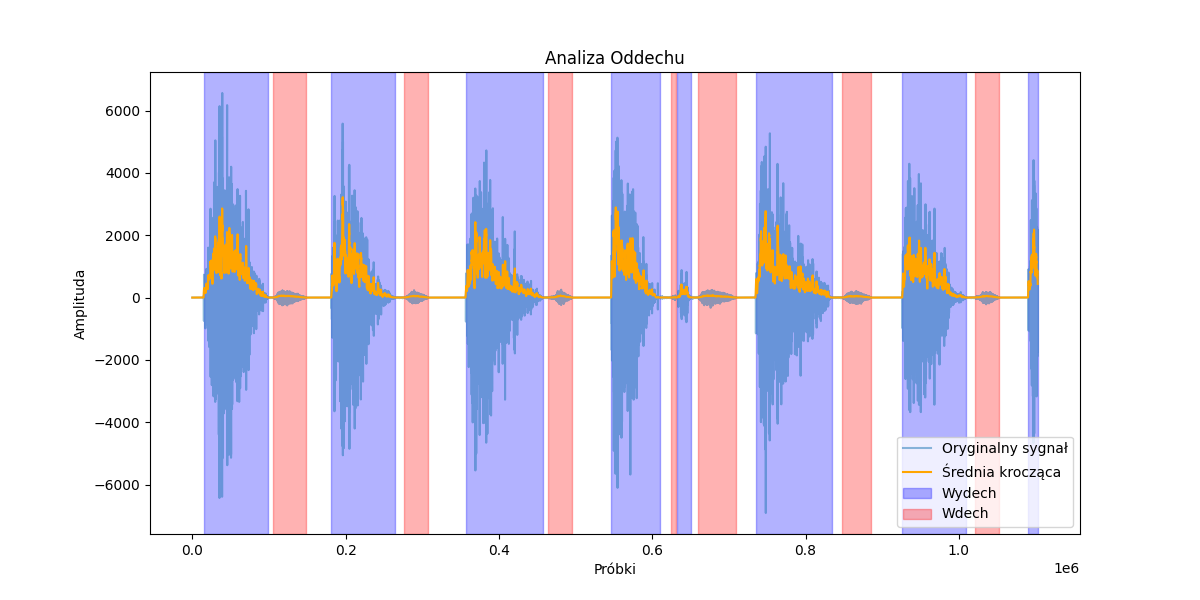 Analiza Oddechu
Amplituda
6000
4000
2000
0
−2000
−4000
−6000
Oryginalny sygnał
Średnia krocząca
Wydech
Wdech
0.0 0.2 0.4 0.6 0.8 1.0
1e6
Próbki